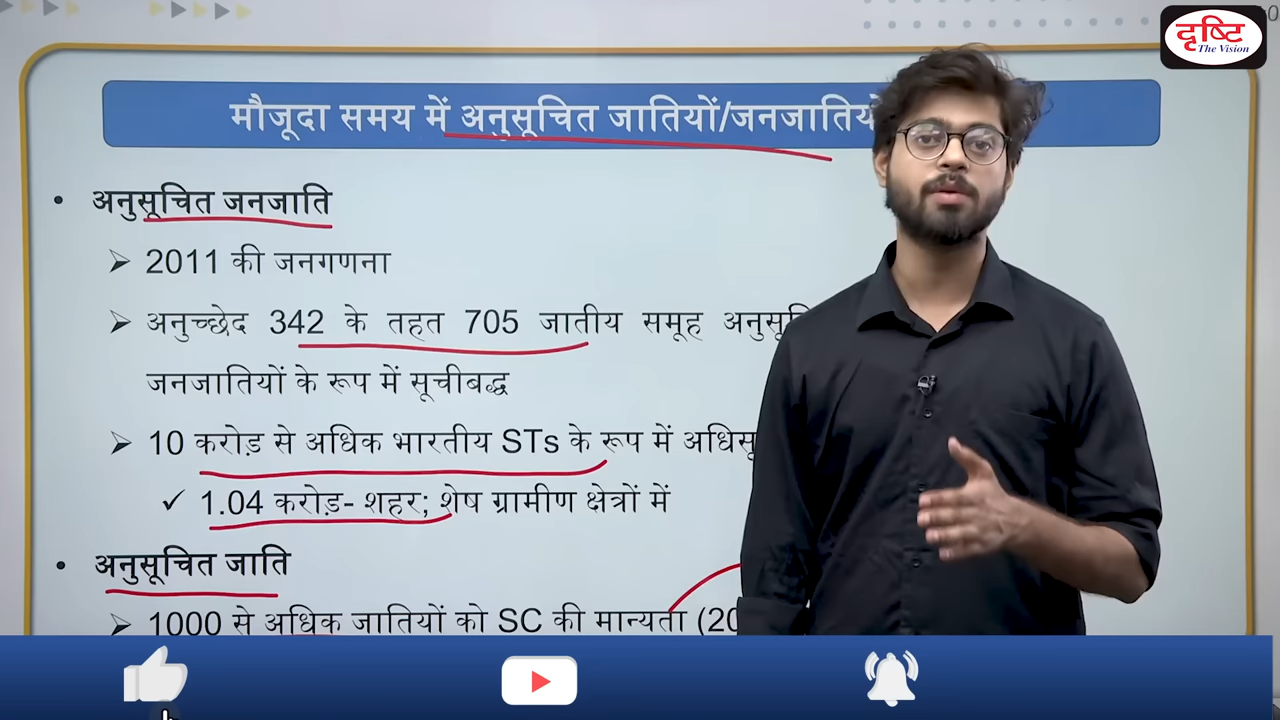 दृष्टि
The Vision
मौजूदा समय में अनुसूचित जातियों/जनजातियों
• अनुसूचित जनजाति
➢ 2011 की जनगणना
➢ अनुच्छेद 342 के तहत 705 जातीय समूह
जनजातियों के रूप में सूचीबद्ध
➢ 10 करोड़ से अधिक भारतीय STs के रूप में
✓ 1.04 करोड़- शहर; शेष ग्रामीण क्षेत्रों में
• अनुसूचित जाति
➢ 1000 से अधिक जातियों को SC की मान्यता